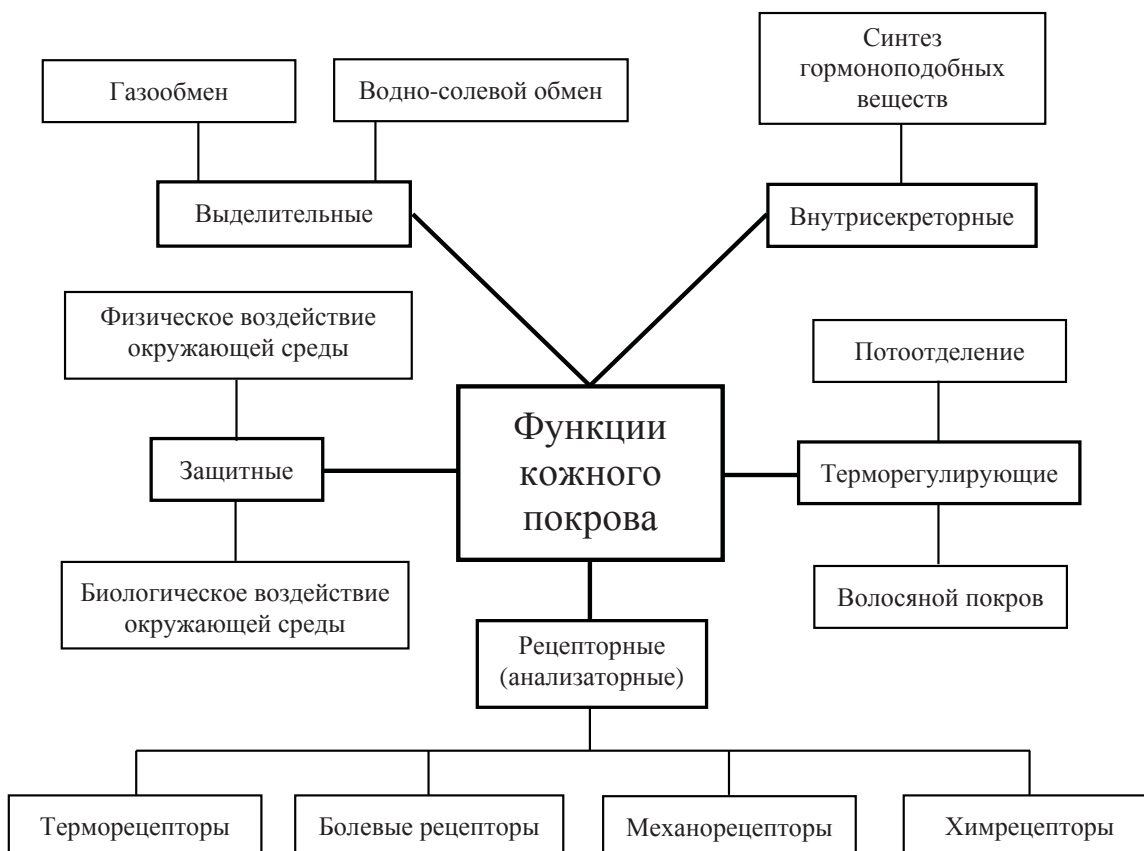 Синтез
гормоноподобных
веществ
Газообмен
Водно-солевой обмен
Выделительные
Внутрисекреторные
Физическое воздействие
окружающей среды
Потоотделение
Функции
кожного
покрова
Защитные
Терморегулирующие
Биологическое воздействие
окружающей среды
Волосяной покров
Рецепторные
(анализаторные)
Терморецепторы
Болевые рецепторы
Механорецепторы
Химрецепторы